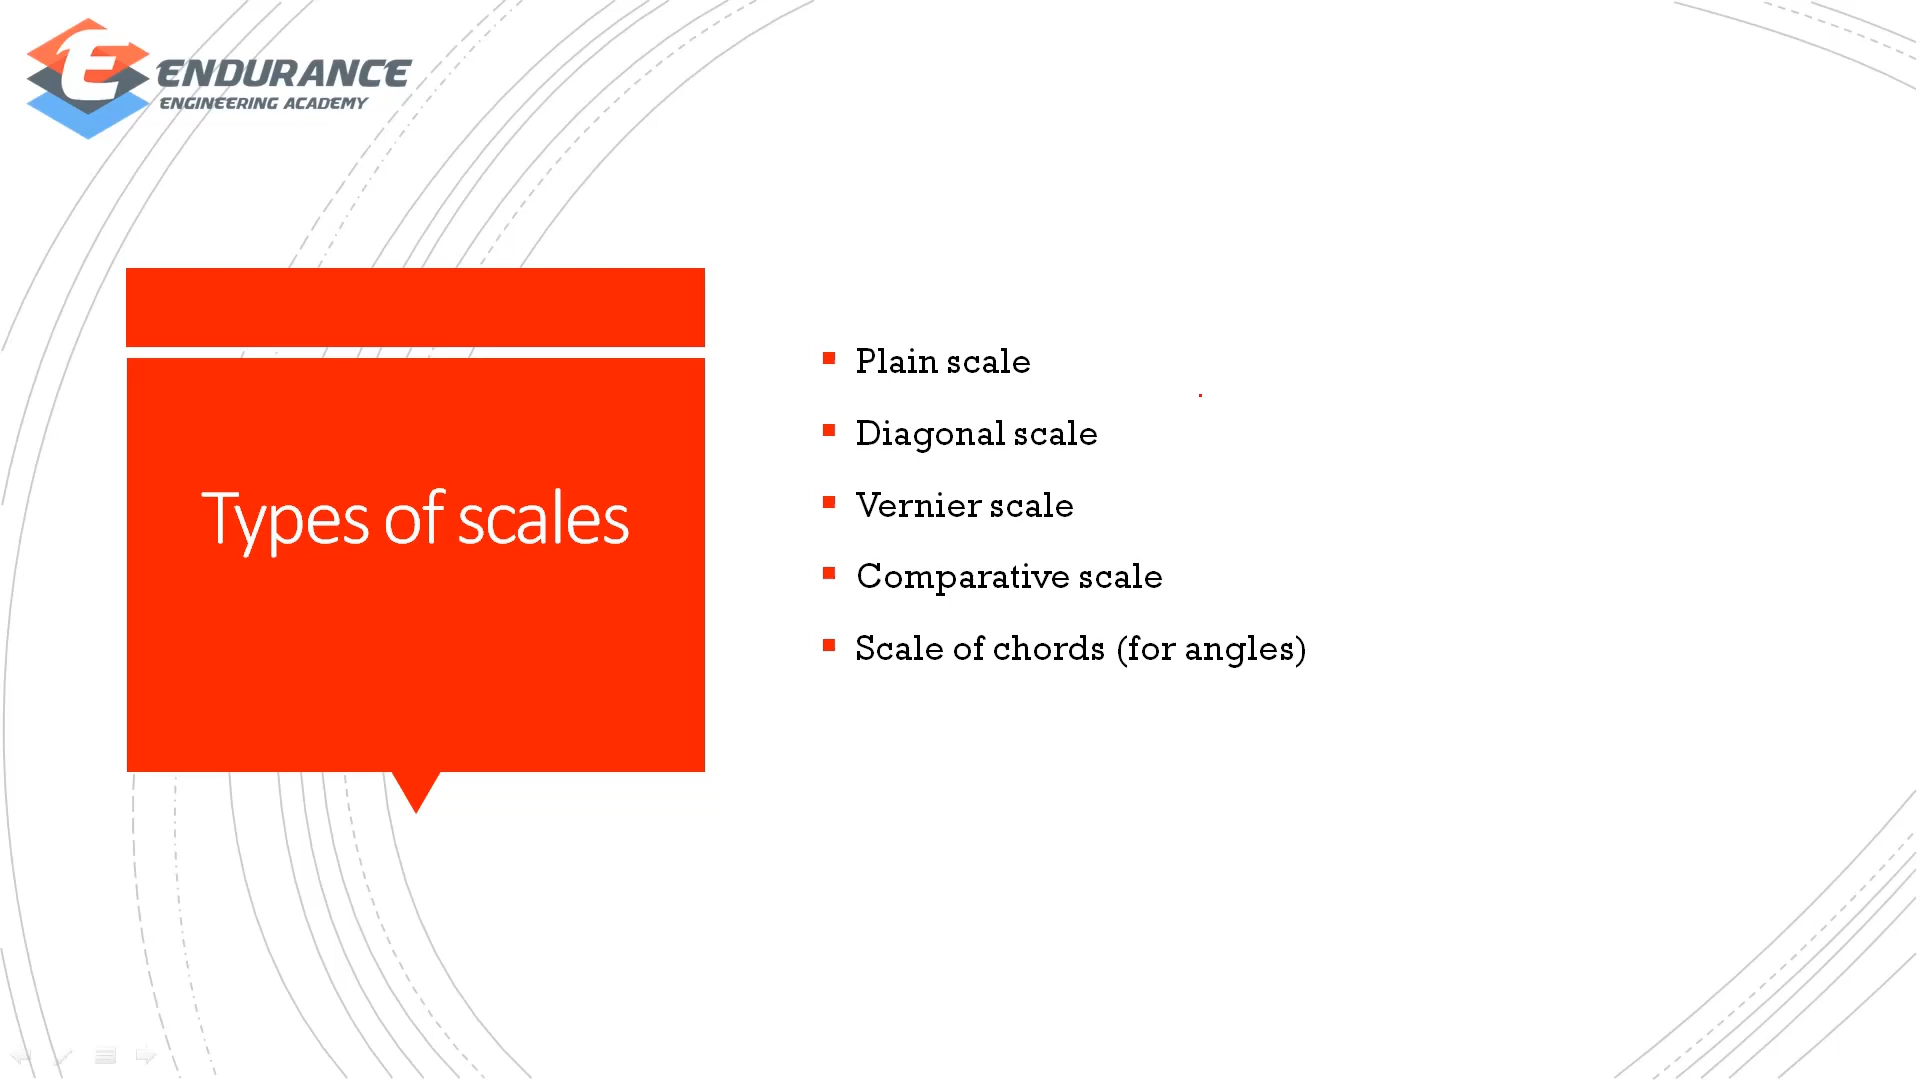 ENDURANCE
ENGINEERING ACADEMY
Types of scales
Plain scale
Diagonal scale
Vernier scale
Comparative scale
Scale of chords (for angles)